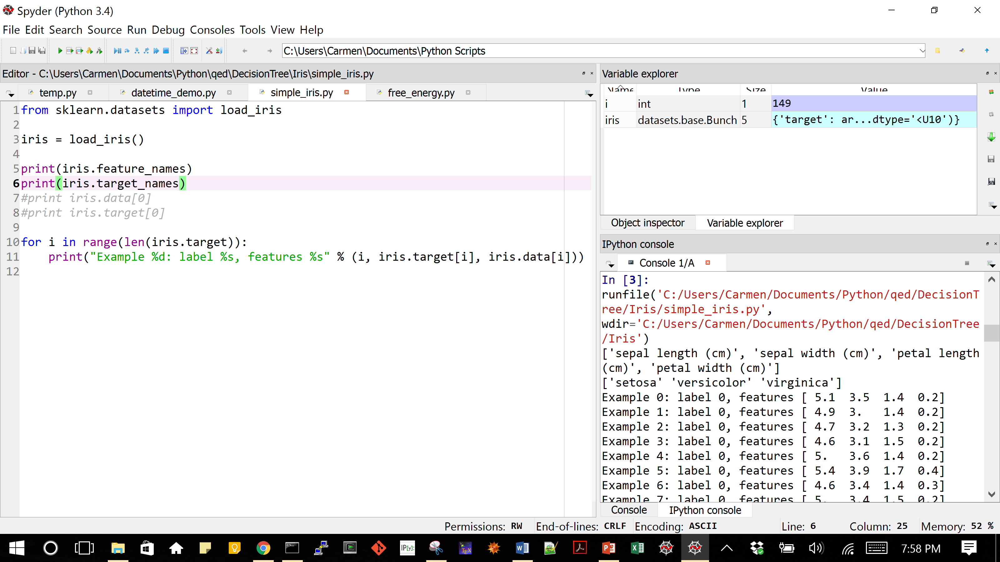 Spyder (Python 3.4)
File Edit Search Source Run Debug Consoles Tools View Help
C:\Users\Carmen\Documents\Python Scripts
Editor - C:\Users\Carmen\Documents\Python\qed\DecisionTree\Iris\simple_iris.py
temp.py datetime_demo.py simple_iris.py free_energy.py
1 from sklearn.datasets import load_iris
2
3 iris = load_iris()
4
5 print(iris.feature_names)
6 print(iris.target_names)
7 #print iris.data[0]
8 #print iris.target[0]
9
10 for i in range(len(iris.target)):
11     print("Example %d: label %s, features %s" % (i, iris.target[i], iris.data[i]))
12
Variable explorer
Name Type Size Value
i int 1 149
iris datasets.base.Bunch 5 {'target': ar...dtype='<U10')}
Object inspector Variable explorer
IPython console
Console 1/A
In [3]:
runfile('C:/Users/Carmen/Documents/Python/qed/DecisionT
ree/Iris/simple_iris.py',
wdir='C:/Users/Carmen/Documents/Python/qed/DecisionTree
/Iris')
['sepal length (cm)', 'sepal width (cm)', 'petal length
(cm)', 'petal width (cm)']
['setosa' 'versicolor' 'virginica']
Example 0: label 0, features [ 5.1  3.5  1.4  0.2]
Example 1: label 0, features [ 4.9  3.   1.4  0.2]
Example 2: label 0, features [ 4.7  3.2  1.3  0.2]
Example 3: label 0, features [ 4.6  3.1  1.5  0.2]
Example 4: label 0, features [ 5.   3.6  1.4  0.2]
Example 5: label 0, features [ 5.4  3.9  1.7  0.4]
Example 6: label 0, features [ 4.6  3.4  1.4  0.3]
Example 7: label 0, features [ 5.   3.4  1.5  0.2]
Console IPython console
Permissions: RW End-of-lines: CRLF Encoding: ASCII Line: 6 Column: 25 Memory: 52 %
IP[y]: TEX 7:58 PM